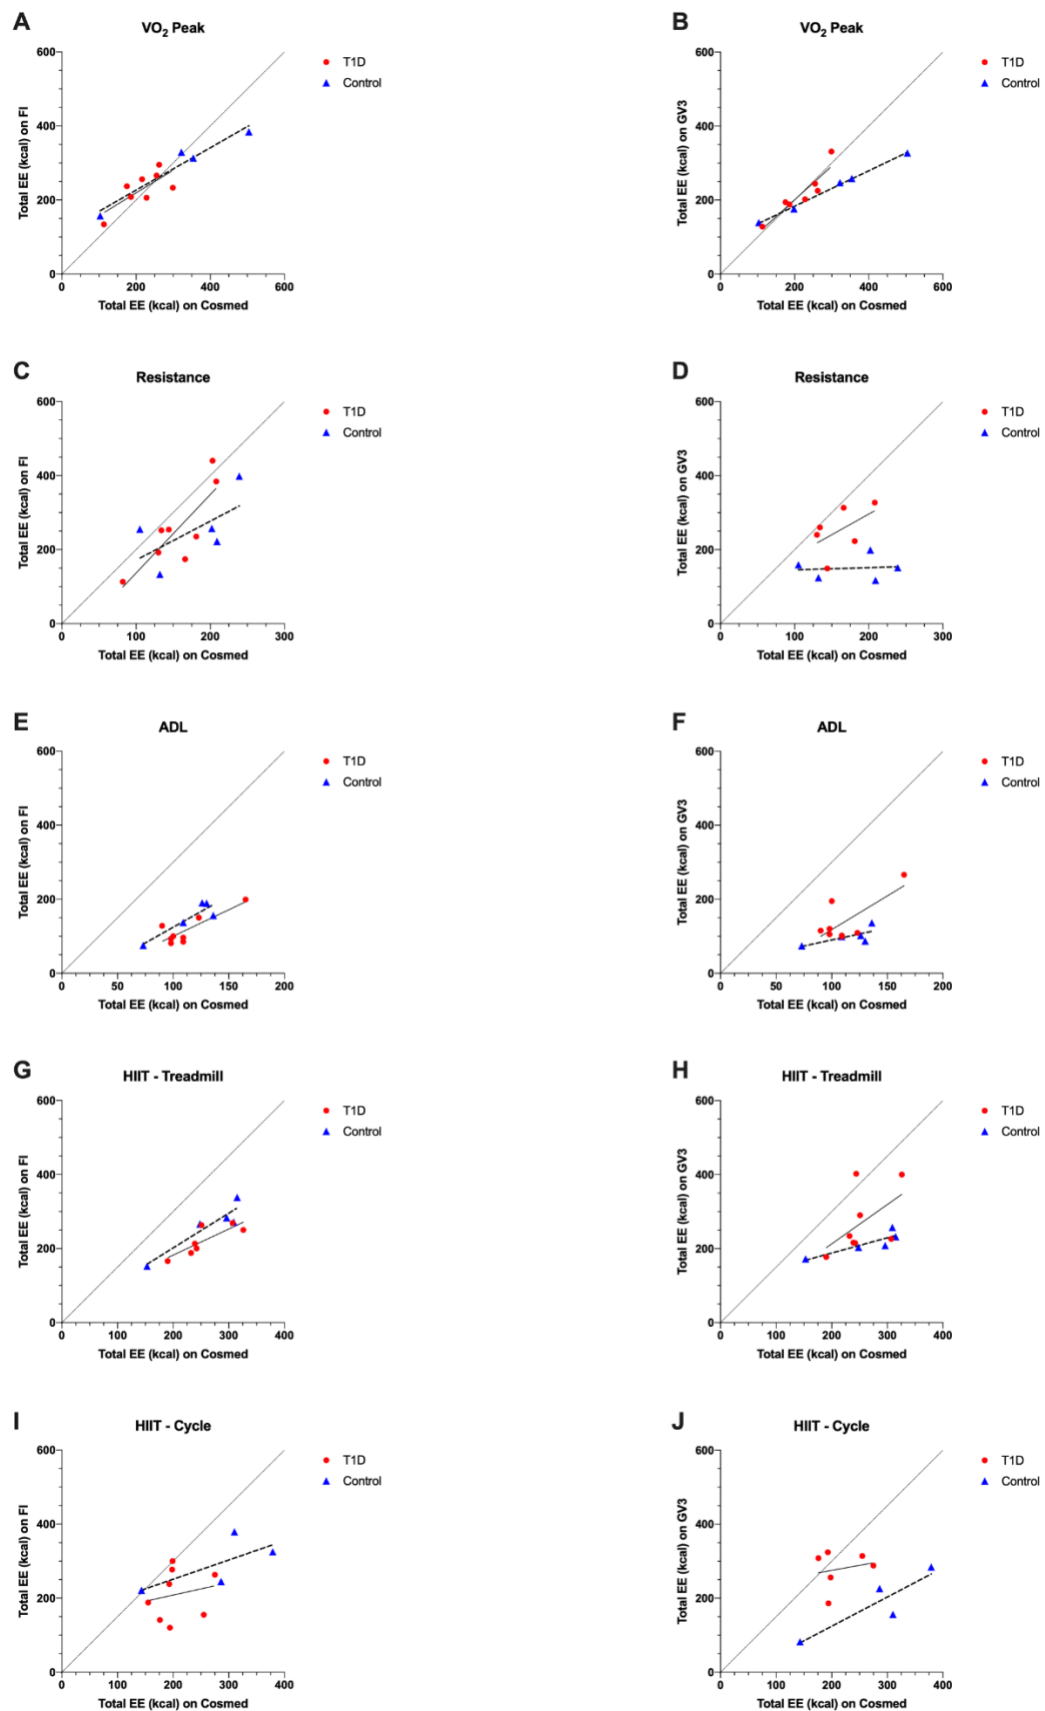 A
VO2 Peak
Total EE (kcal) on FI
600
400
200
0
0 200 400 600
Total EE (kcal) on Cosmed
T1D
Control
B
VO2 Peak
Total EE (kcal) on GV3
600
400
200
0
0 200 400 600
Total EE (kcal) on Cosmed
T1D
Control
C
Resistance
Total EE (kcal) on FI
600
400
200
0
0 100 200 300
Total EE (kcal) on Cosmed
T1D
Control
D
Resistance
Total EE (kcal) on GV3
600
400
200
0
0 100 200 300
Total EE (kcal) on Cosmed
T1D
Control
E
ADL
Total EE (kcal) on FI
600
400
200
0
0 50 100 150 200
Total EE (kcal) on Cosmed
T1D
Control
F
ADL
Total EE (kcal) on GV3
600
400
200
0
0 50 100 150 200
Total EE (kcal) on Cosmed
T1D
Control
G
HIIT - Treadmill
Total EE (kcal) on FI
600
400
200
0
0 100 200 300 400
Total EE (kcal) on Cosmed
T1D
Control
H
HIIT - Treadmill
Total EE (kcal) on GV3
600
400
200
0
0 100 200 300 400
Total EE (kcal) on Cosmed
T1D
Control
I
HIIT - Cycle
Total EE (kcal) on FI
600
400
200
0
0 100 200 300 400
Total EE (kcal) on Cosmed
T1D
Control
J
HIIT - Cycle
Total EE (kcal) on GV3
600
400
200
0
0 100 200 300 400
Total EE (kcal) on Cosmed
T1D
Control